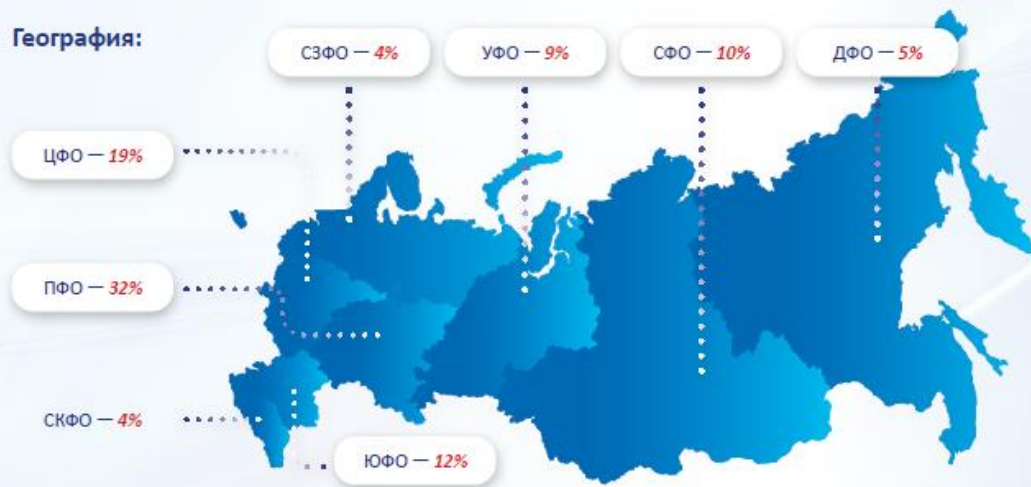 География:
СЗФО — 4%
УФО — 9%
СФО — 10%
ДФО — 5%
ЦФО — 19%
ПФО — 32%
СКФО — 4%
ЮФО — 12%